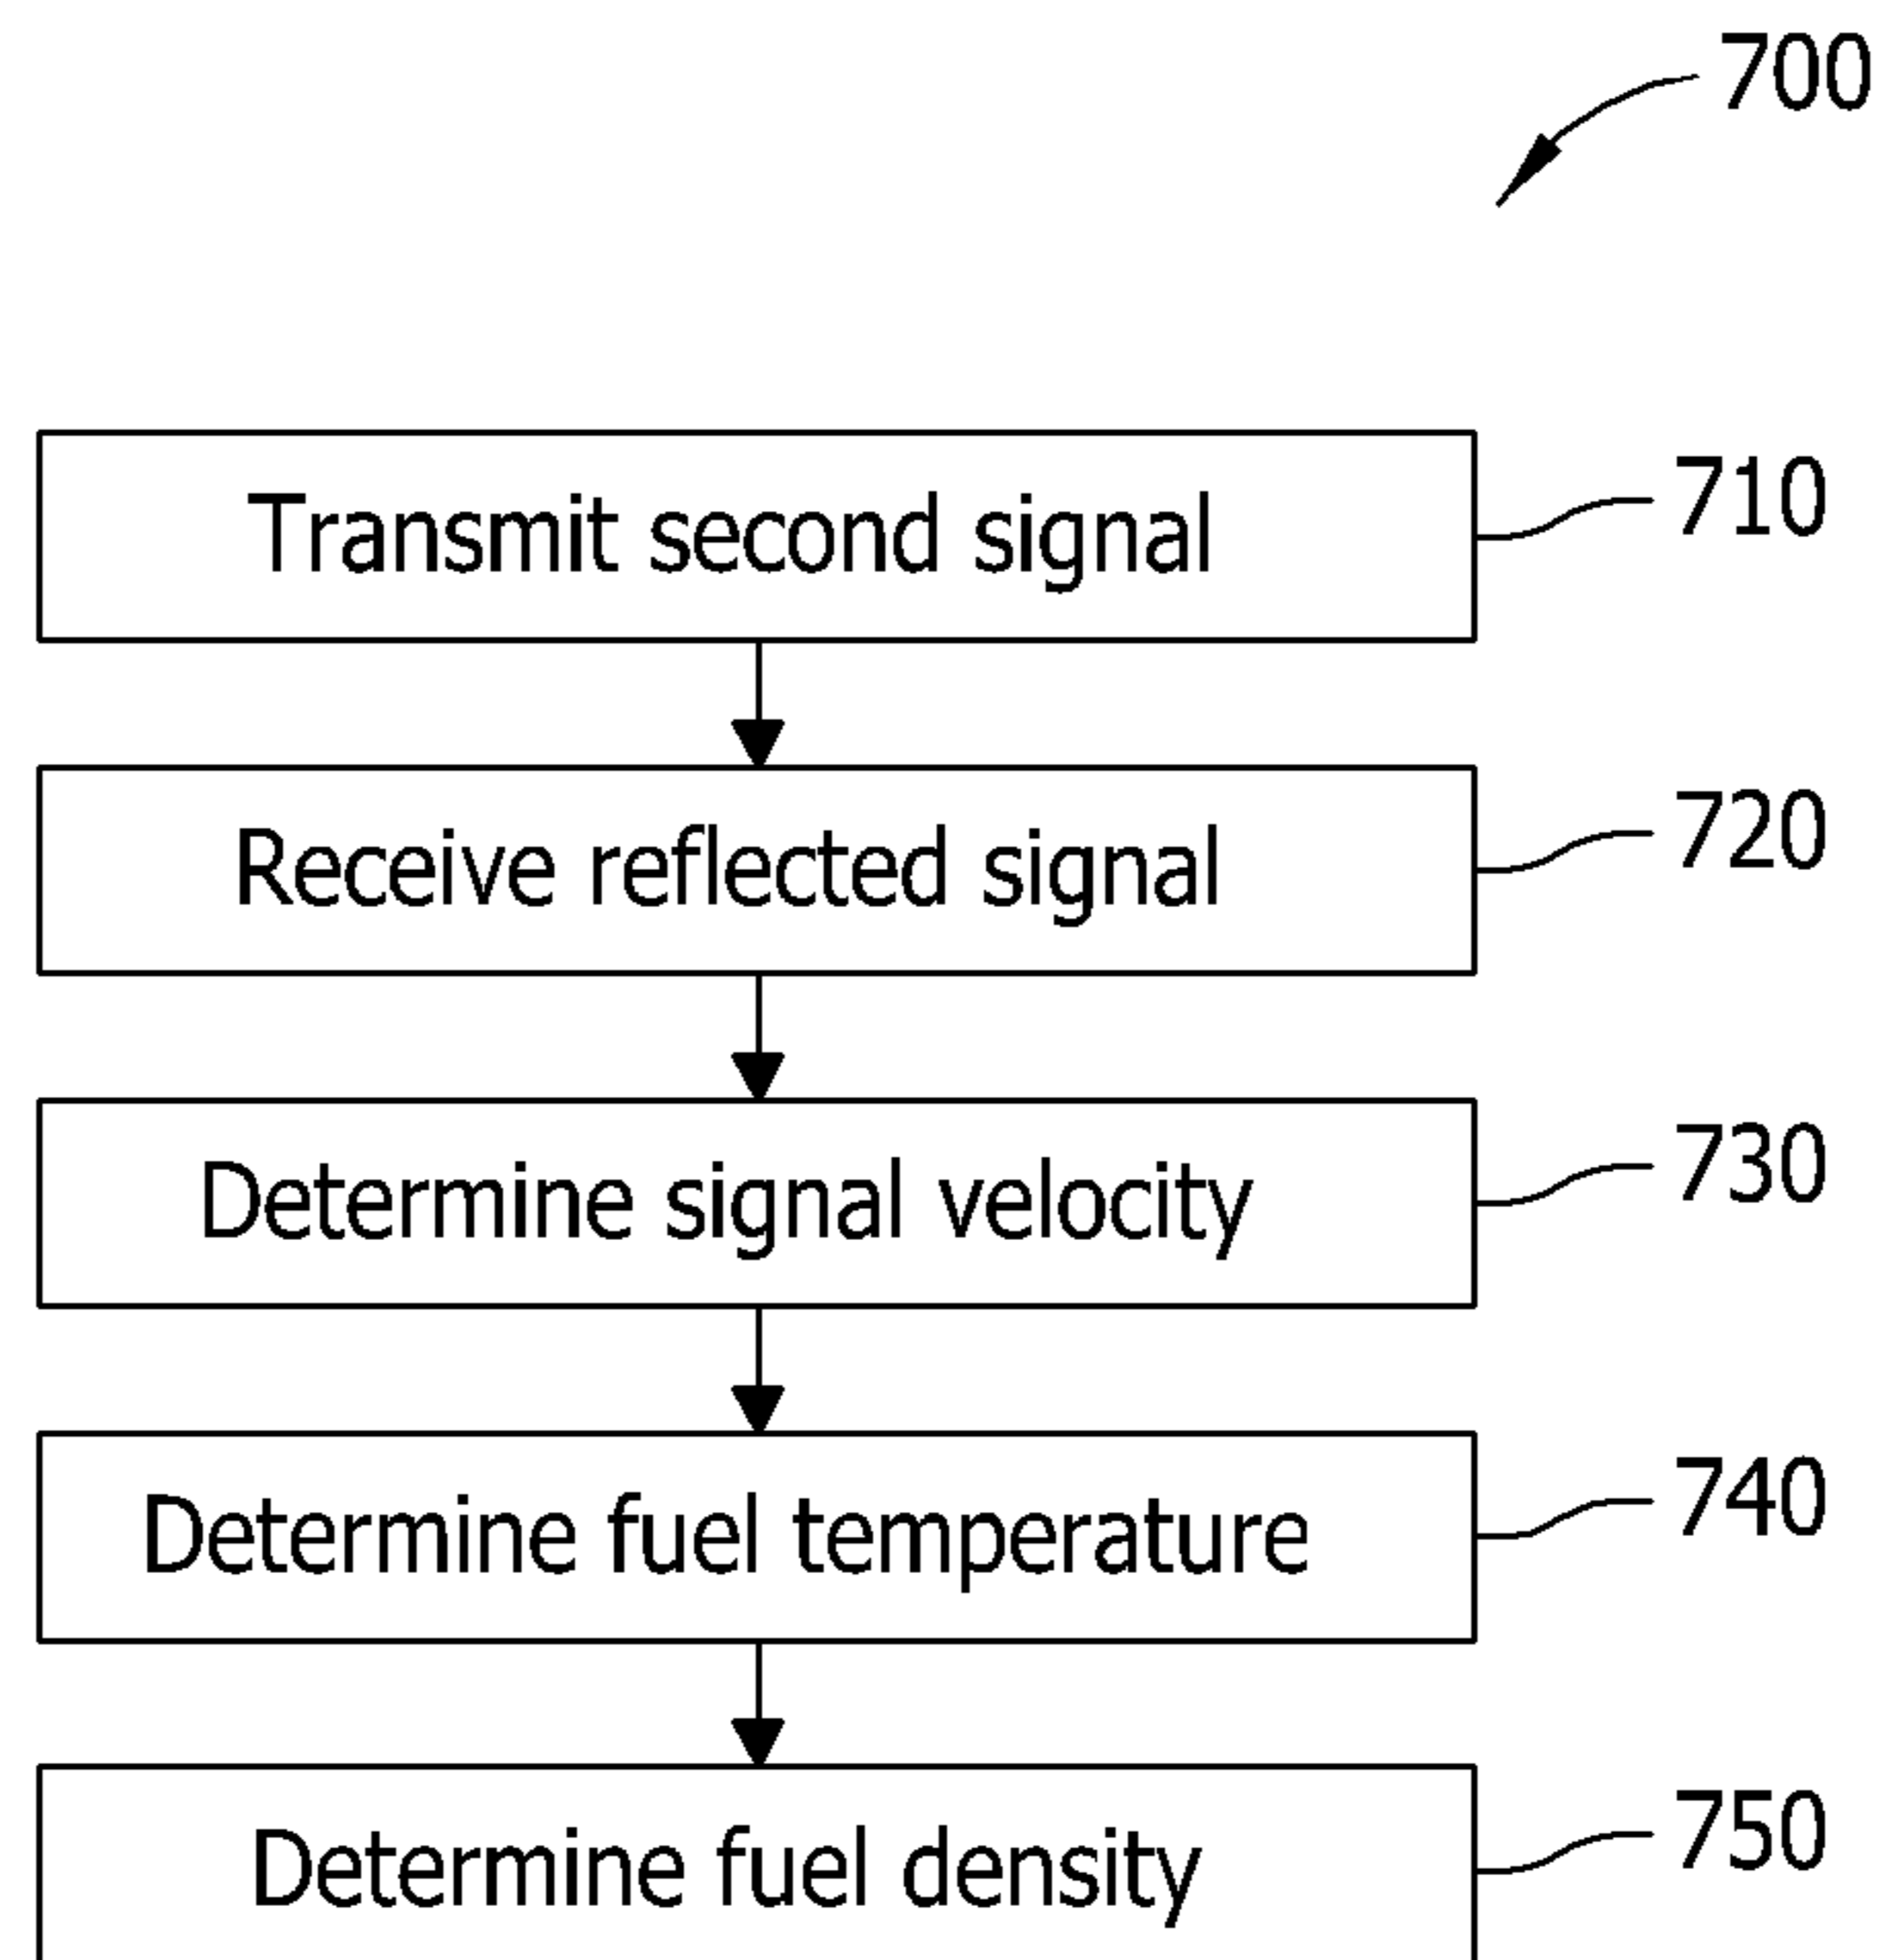 700
Transmit second signal 710
Receive reflected signal 720
Determine signal velocity 730
Determine fuel temperature 740
Determine fuel density 750